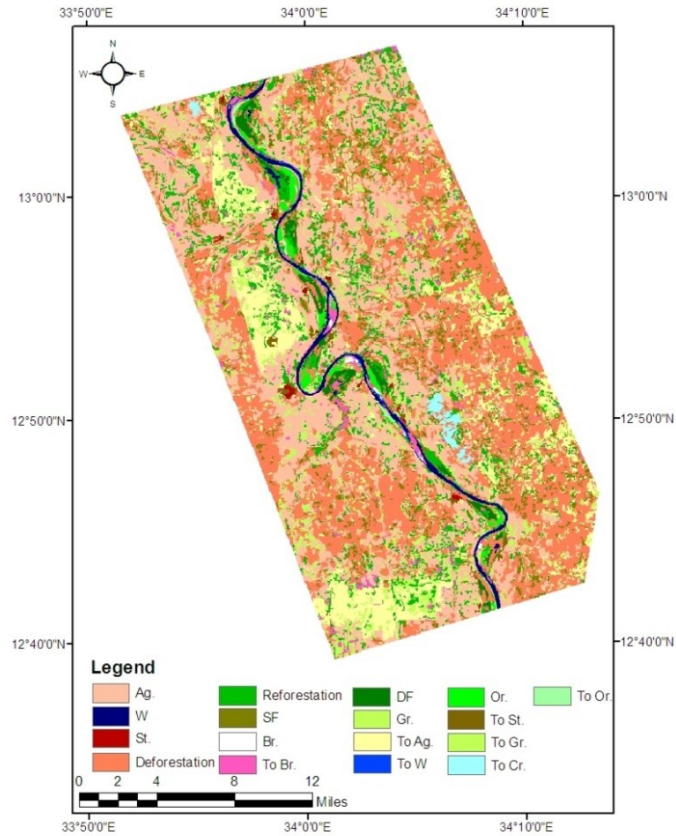 33°50'0"E 34°0'0"E 34°10'0"E
N
W E
S
13°0'0"N 13°0'0"N
12°50'0"N 12°50'0"N
12°40'0"N 12°40'0"N
Legend
Ag. Reforestation DF Or. To Or.
W SF Gr. To St.
St. Br. To Ag. To Gr.
Deforestation To Br. To W To Cr.
0 2 4 8 12
Miles
33°50'0"E 34°0'0"E 34°10'0"E